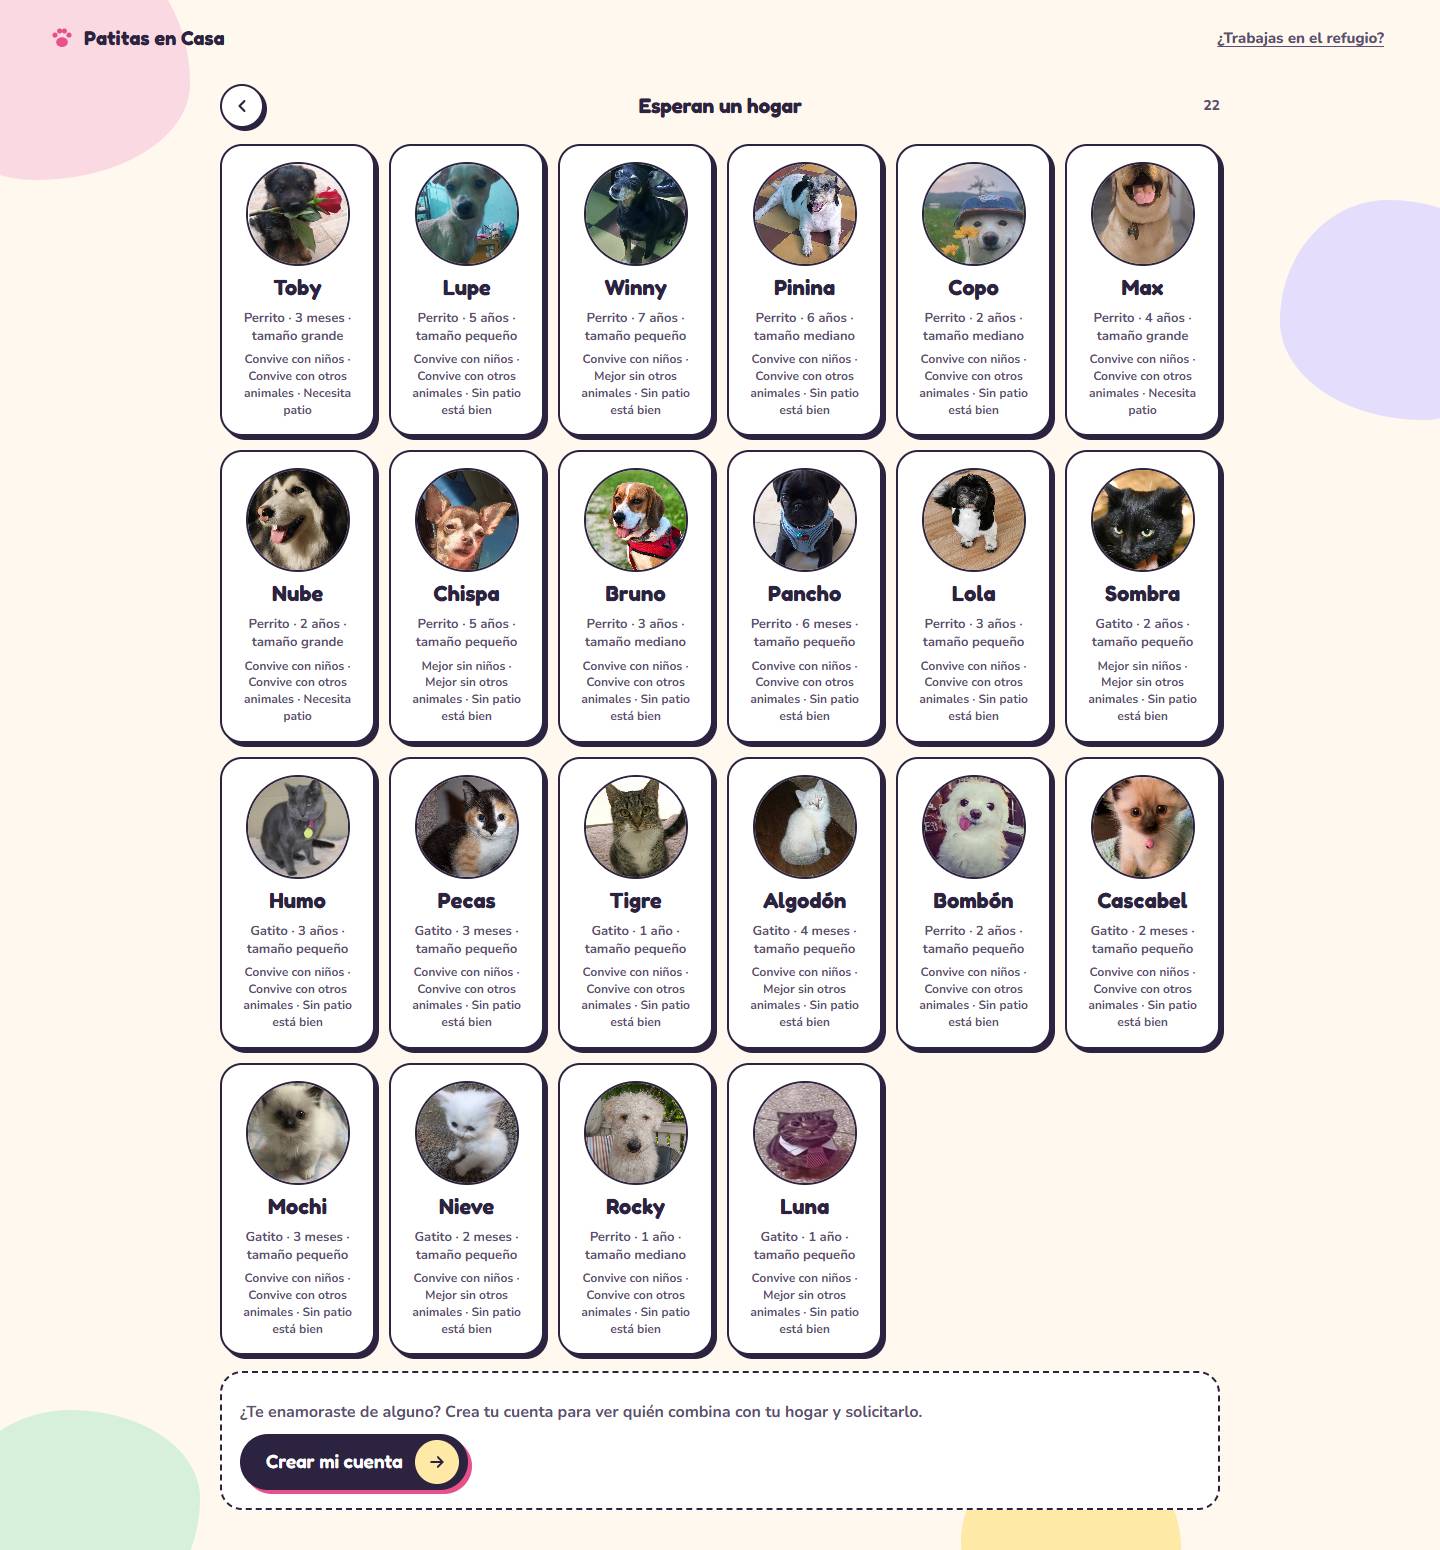 Patitas en Casa
¿Trabajas en el refugio?
Esperan un hogar
22
Toby
Perrito · 3 meses ·
tamaño grande
Convive con niños ·
Convive con otros
animales · Necesita
patio
Lupe
Perrito · 5 años ·
tamaño pequeño
Convive con niños ·
Convive con otros
animales · Sin patio
está bien
Winny
Perrito · 7 años ·
tamaño pequeño
Convive con niños ·
Mejor sin otros
animales · Sin patio
está bien
Pinina
Perrito · 6 años ·
tamaño mediano
Convive con niños ·
Convive con otros
animales · Sin patio
está bien
Copo
Perrito · 2 años ·
tamaño mediano
Convive con niños ·
Convive con otros
animales · Sin patio
está bien
Max
Perrito · 4 años ·
tamaño grande
Convive con niños ·
Convive con otros
animales · Necesita
patio
Nube
Perrito · 2 años ·
tamaño grande
Convive con niños ·
Convive con otros
animales · Necesita
patio
Chispa
Perrito · 5 años ·
tamaño pequeño
Mejor sin niños ·
Mejor sin otros
animales · Sin patio
está bien
Bruno
Perrito · 3 años ·
tamaño mediano
Convive con niños ·
Convive con otros
animales · Sin patio
está bien
Pancho
Perrito · 6 meses ·
tamaño pequeño
Convive con niños ·
Convive con otros
animales · Sin patio
está bien
Lola
Perrito · 3 años ·
tamaño pequeño
Convive con niños ·
Convive con otros
animales · Sin patio
está bien
Sombra
Gatito · 2 años ·
tamaño pequeño
Mejor sin niños ·
Mejor sin otros
animales · Sin patio
está bien
Humo
Gatito · 3 años ·
tamaño pequeño
Convive con niños ·
Convive con otros
animales · Sin patio
está bien
Pecas
Gatito · 3 meses ·
tamaño pequeño
Convive con niños ·
Convive con otros
animales · Sin patio
está bien
Tigre
Gatito · 1 año ·
tamaño pequeño
Convive con niños ·
Convive con otros
animales · Sin patio
está bien
Algodón
Gatito · 4 meses ·
tamaño pequeño
Convive con niños ·
Mejor sin otros
animales · Sin patio
está bien
Bombón
Perrito · 2 años ·
tamaño pequeño
Convive con niños ·
Convive con otros
animales · Sin patio
está bien
Cascabel
Gatito · 2 meses ·
tamaño pequeño
Convive con niños ·
Convive con otros
animales · Sin patio
está bien
Mochi
Gatito · 3 meses ·
tamaño pequeño
Convive con niños ·
Convive con otros
animales · Sin patio
está bien
Nieve
Gatito · 2 meses ·
tamaño pequeño
Convive con niños ·
Mejor sin otros
animales · Sin patio
está bien
Rocky
Perrito · 1 año ·
tamaño mediano
Convive con niños ·
Convive con otros
animales · Sin patio
está bien
Luna
Gatito · 1 año ·
tamaño pequeño
Convive con niños ·
Mejor sin otros
animales · Sin patio
está bien
¿Te enamoraste de alguno? Crea tu cuenta para ver quién combina con tu hogar y solicitarlo.
Crear mi cuenta